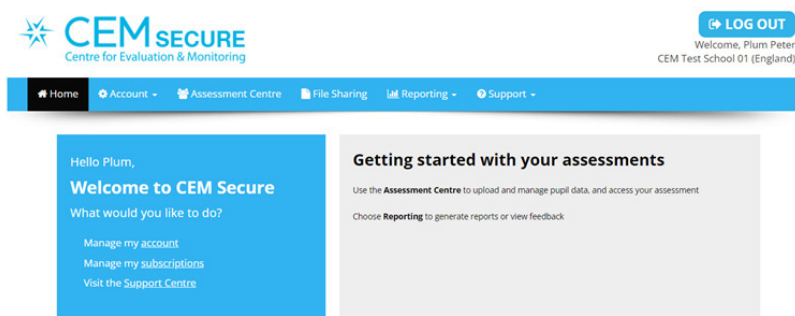 CEM SECURE
Centre for Evaluation & Monitoring
LOG OUT
Welcome, Plum Peter
CEM Test School 01 (England)
Home Account Assessment Centre File Sharing Reporting Support
Hello Plum,
Welcome to CEM Secure
What would you like to do?
Manage my account
Manage my subscriptions
Visit the Support Centre
Getting started with your assessments
Use the Assessment Centre to upload and manage pupil data, and access your assessment
Choose Reporting to generate reports or view feedback